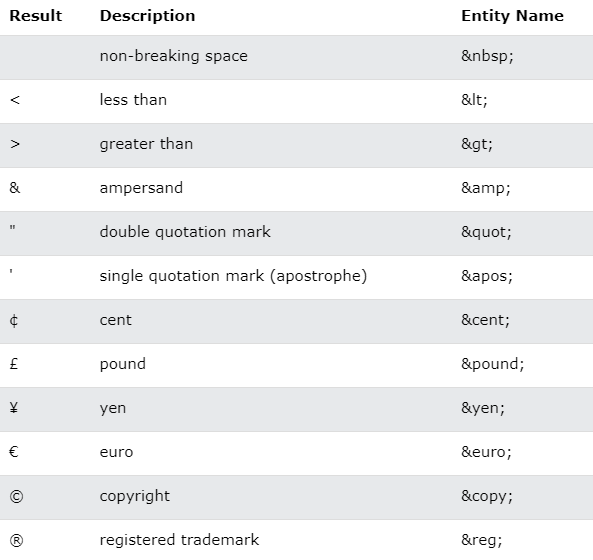 Result Description Entity Name
non-breaking space &nbsp;
< less than &lt;
> greater than &gt;
& ampersand &amp;
" double quotation mark &quot;
' single quotation mark (apostrophe) &apos;
¢ cent &cent;
£ pound &pound;
¥ yen &yen;
€ euro &euro;
© copyright &copy;
® registered trademark &reg;